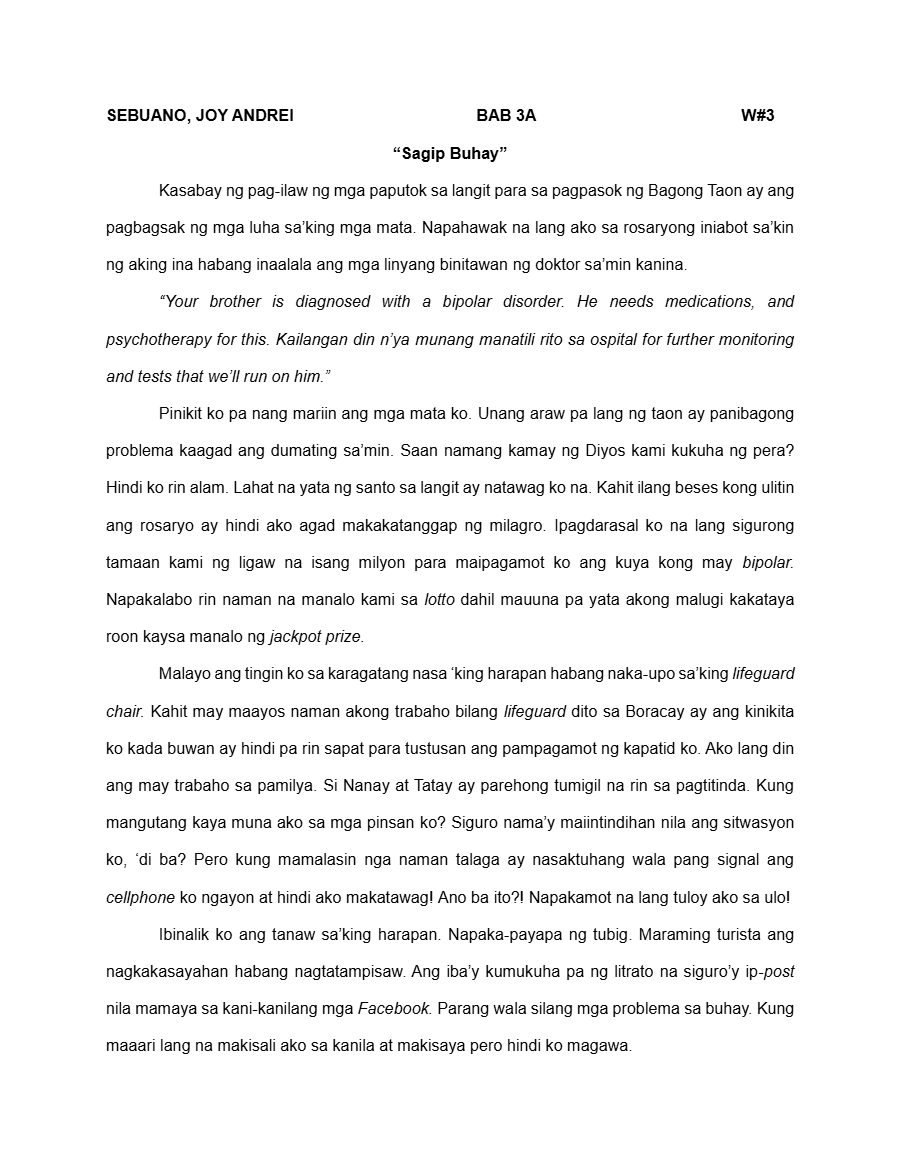 SEBUANO, JOY ANDREI BAB 3A W#3
“Sagip Buhay”
Kasabay ng pag-ilaw ng mga paputok sa langit para sa pagpasok ng Bagong Taon ay ang
pagbagsak ng mga luha sa’king mga mata. Napahawak na lang ako sa rosaryong iniabot sa’kin
ng aking ina habang inaalala ang mga linyang binitawan ng doktor sa’min kanina.
“Your brother is diagnosed with a bipolar disorder. He needs medications, and
psychotherapy for this. Kailangan din n’ya munang manatili rito sa ospital for further monitoring
and tests that we’ll run on him.”
Pinikit ko pa nang mariin ang mga mata ko. Unang araw pa lang ng taon ay panibagong
problema kaagad ang dumating sa’min. Saan namang kamay ng Diyos kami kukuha ng pera?
Hindi ko rin alam. Lahat na yata ng santo sa langit ay natawag ko na. Kahit ilang beses kong ulitin
ang rosaryo ay hindi ako agad makakatanggap ng milagro. Ipagdarasal ko na lang sigurong
tamaan kami ng ligaw na isang milyon para maipagamot ko ang kuya kong may bipolar.
Napakalabo rin naman na manalo kami sa lotto dahil mauuna pa yata akong malugi kakataya
roon kaysa manalo ng jackpot prize.
Malayo ang tingin ko sa karagatang nasa ‘king harapan habang naka-upo sa’king lifeguard
chair. Kahit may maayos naman akong trabaho bilang lifeguard dito sa Boracay ay ang kinikita
ko kada buwan ay hindi pa rin sapat para tustusan ang pampagamot ng kapatid ko. Ako lang din
ang may trabaho sa pamilya. Si Nanay at Tatay ay parehong tumigil na rin sa pagtitinda. Kung
mangutang kaya muna ako sa mga pinsan ko? Siguro nama’y maiintindihan nila ang sitwasyon
ko, ‘di ba? Pero kung mamalasin nga naman talaga ay nasaktuhang wala pang signal ang
cellphone ko ngayon at hindi ako makatawag! Ano ba ito?! Napakamot na lang tuloy ako sa ulo!
Ibinalik ko ang tanaw sa’king harapan. Napaka-payapa ng tubig. Maraming turista ang
nagkakasayahan habang nagtatampisaw. Ang iba’y kumukuha pa ng litrato na siguro’y ip-post
nila mamaya sa kani-kanilang mga Facebook. Parang wala silang mga problema sa buhay. Kung
maaari lang na makisali ako sa kanila at makisaya pero hindi ko magawa.